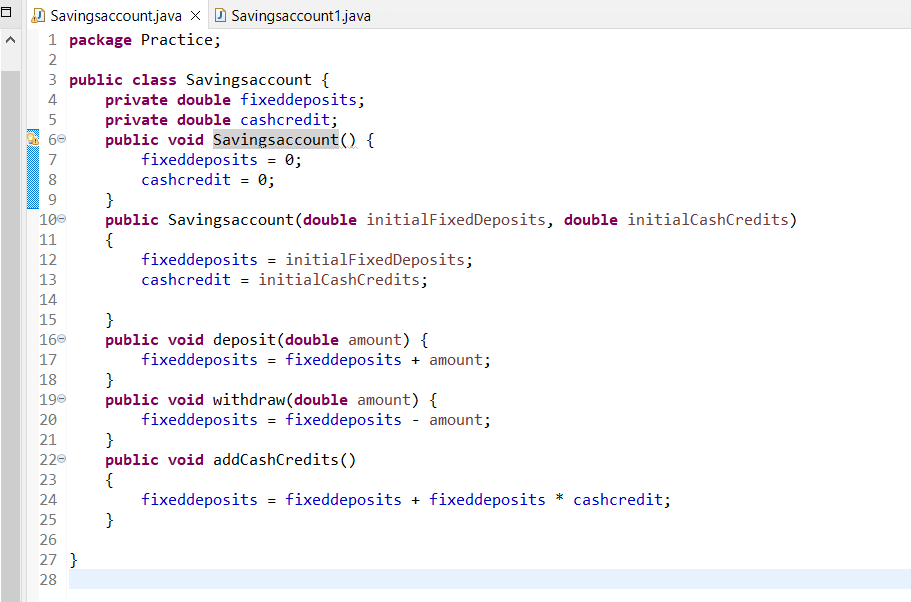 Savingsaccount.java Savingsaccount1.java
1 package Practice;
2
3 public class Savingsaccount {
4 private double fixeddeposits;
5 private double cashcredit;
6 public void Savingsaccount() {
7 fixeddeposits = 0;
8 cashcredit = 0;
9 }
10 public Savingsaccount(double initialFixedDeposits, double initialCashCredits)
11 {
12 fixeddeposits = initialFixedDeposits;
13 cashcredit = initialCashCredits;
14
15 }
16 public void deposit(double amount) {
17 fixeddeposits = fixeddeposits + amount;
18 }
19 public void withdraw(double amount) {
20 fixeddeposits = fixeddeposits - amount;
21 }
22 public void addCashCredits()
23 {
24 fixeddeposits = fixeddeposits + fixeddeposits * cashcredit;
25 }
26
27 }
28